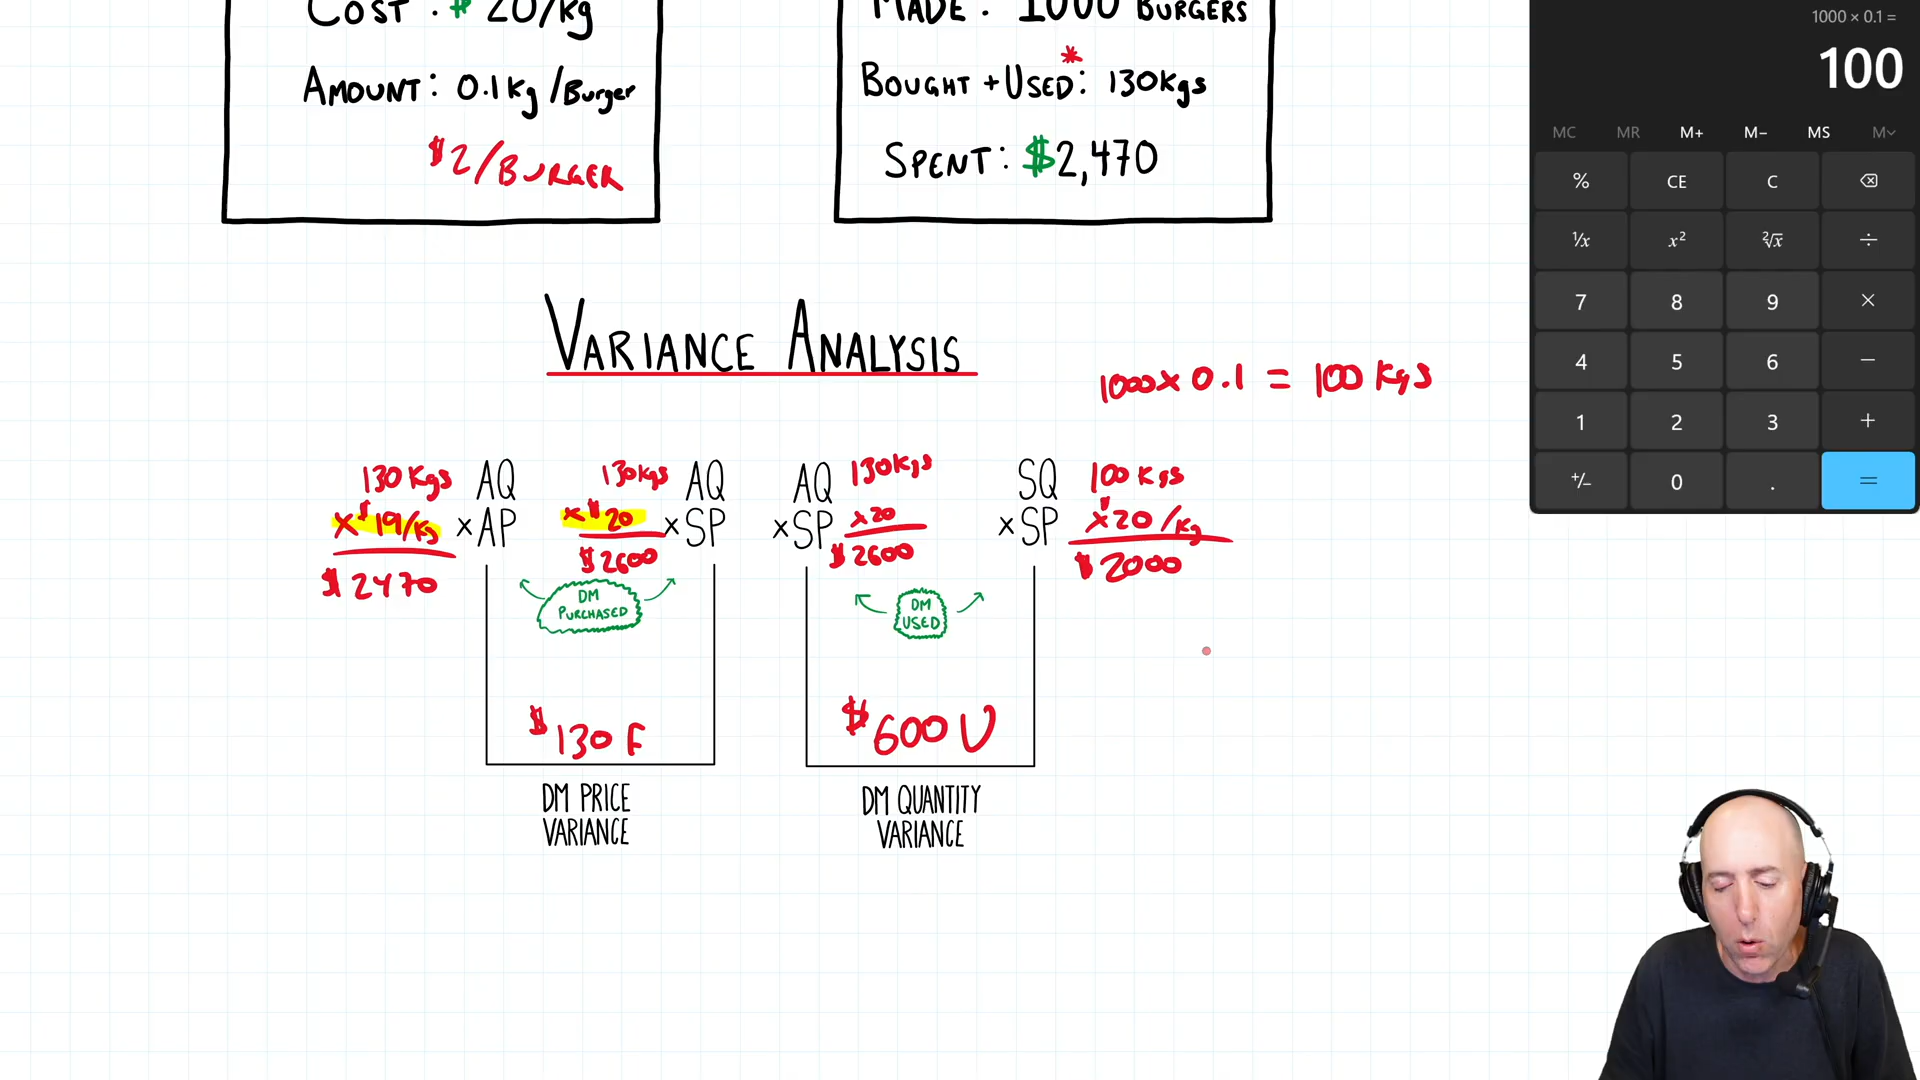 COST : $ 20/Kg
AMOUNT: 0.1Kg/Burger
$2/BURGER
MADE: 1000 BURGERS
BOUGHT + USED*: 130Kgs
SPENT: $2,470
VARIANCE ANALYSIS
1000 x 0.1 = 100 Kgs
130 Kgs AQ
x $19/Kg x AP
$2470
130Kgs AQ
x $20 x SP
$2600
AQ 130Kgs
x SP x20
$2600
SQ 100 Kgs
x SP x $20/Kg
$2000
DM
PURCHASED
DM
USED
$130 F
$600 U
DM PRICE
VARIANCE
DM QUANTITY
VARIANCE
1000 × 0.1 =
100
MC MR M+ M− MS M˅
% CE C ⌫
¹/x x² ²√x ÷
7 8 9 ×
4 5 6 −
1 2 3 +
+/− 0 . =